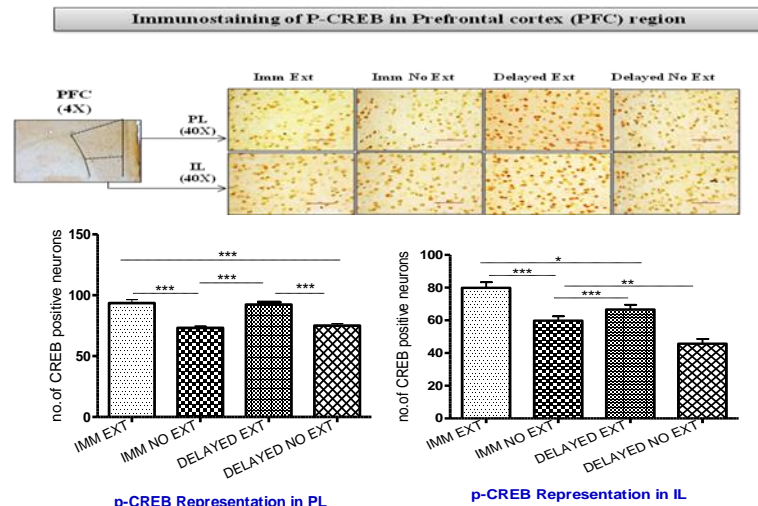 Immunostaining of P-CREB in Prefrontal cortex (PFC) region
Imm Ext Imm No Ext Delayed Ext Delayed No Ext
PFC
(4X)
PL
(40X)
IL
(40X)
no.of CREB positive neurons
150
100
50
0
***
***
***
***
IMM EXT
IMM NO EXT
DELAYED EXT
DELAYED NO EXT
p-CREB Representation in PL
no.of CREB positive neurons
100
80
60
40
20
0
*
***
**
***
IMM EXT
IMM NO EXT
DELAYED EXT
DELAYED NO EXT
p-CREB Representation in IL